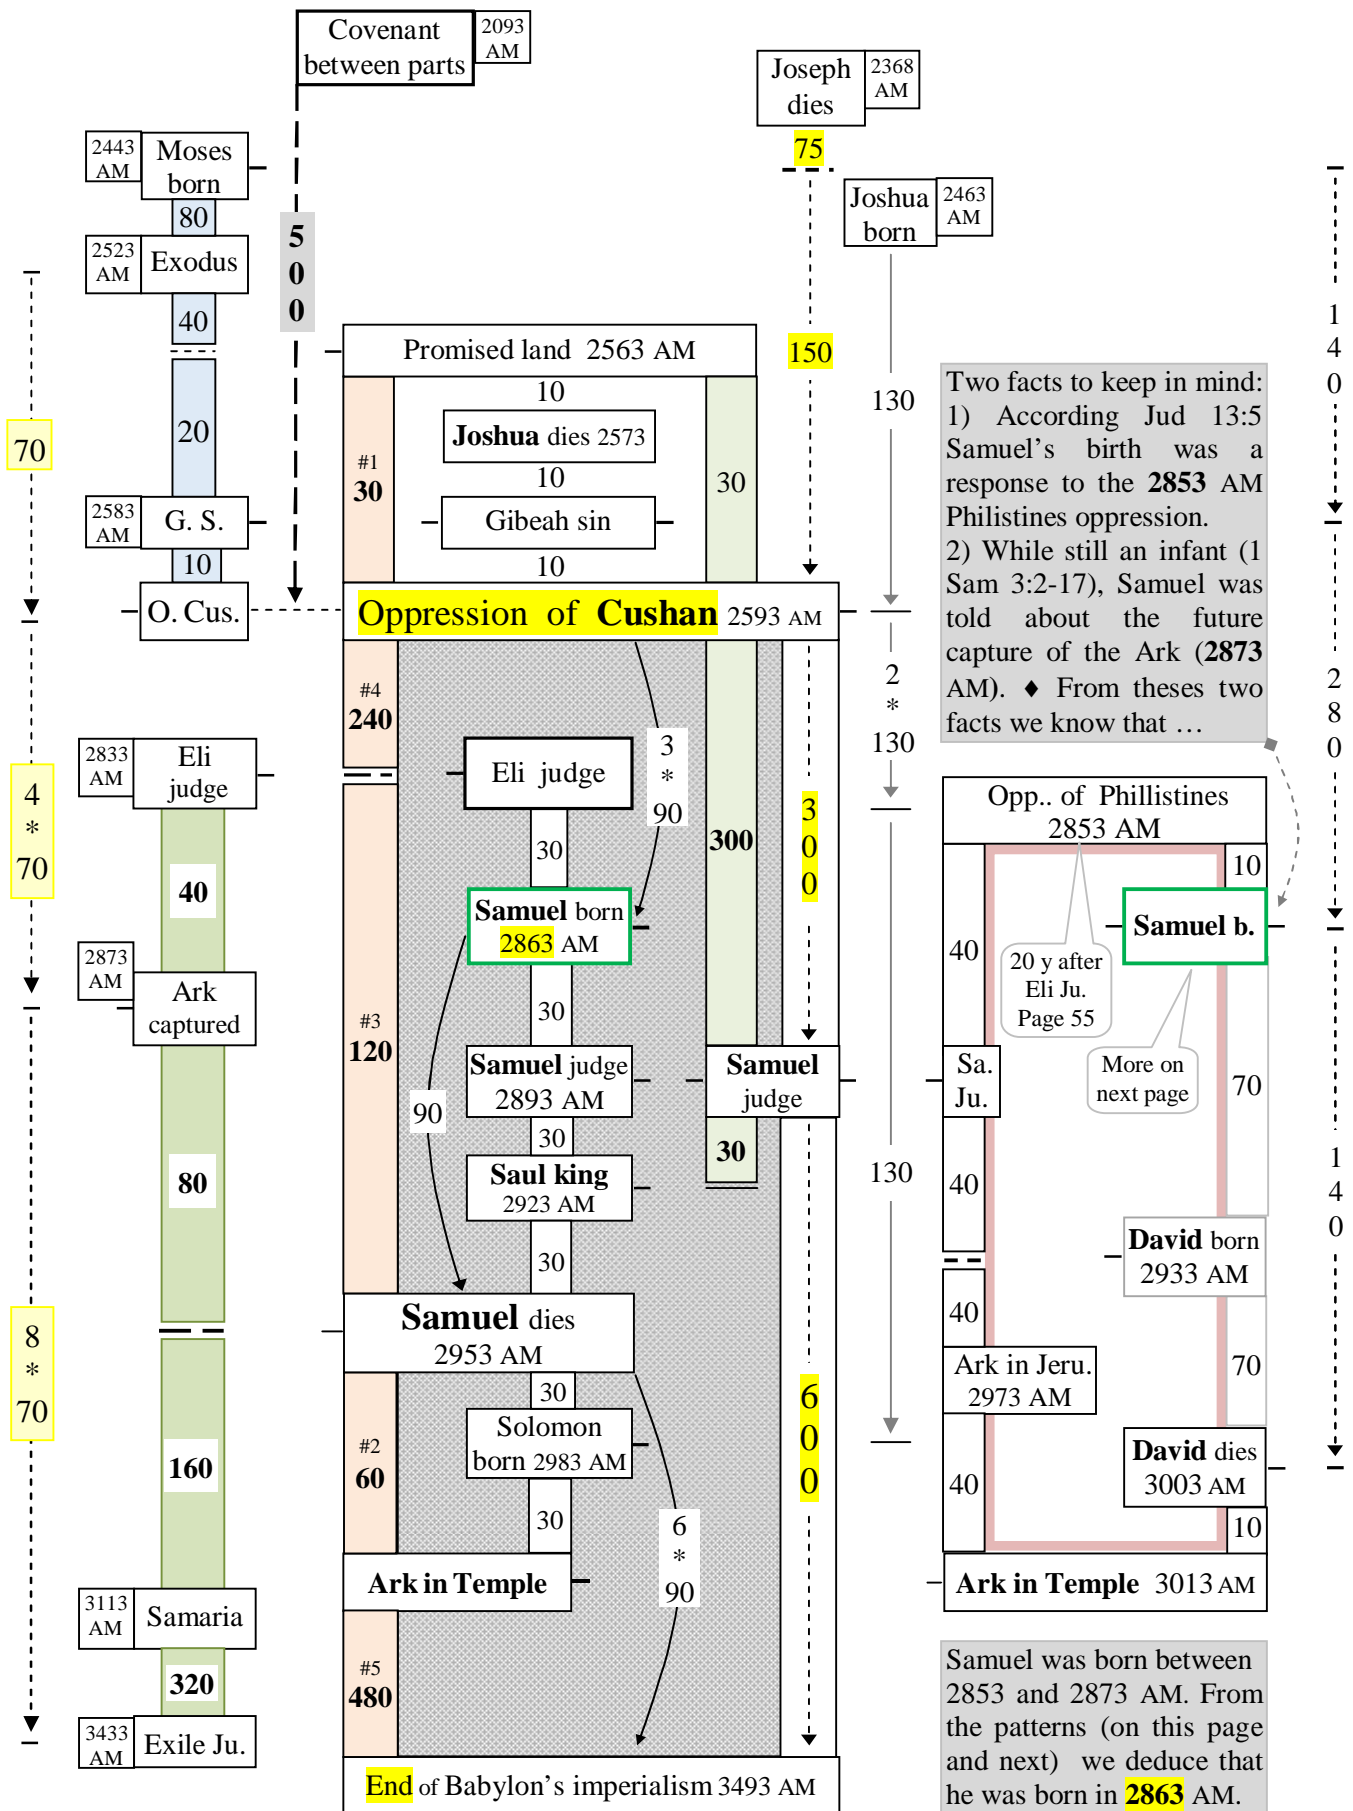 Covenant
between parts
2093
AM
Joseph
dies
2368
AM
75
2443
AM
Moses
born
80
Joshua
born
2463
AM
2523
AM
Exodus
40
5
0
0
Promised land 2563 AM
150
1
4
0
130
20
70
10
Joshua dies 2573
10
#1
30
30
Gibeah sin
10
2583
AM
G. S.
10
O. Cus.
Oppression of Cushan 2593 AM
Two facts to keep in mind:
1) According Jud 13:5
Samuel’s birth was a
response to the 2853 AM
Philistines oppression.
2) While still an infant (1
Sam 3:2-17), Samuel was
told about the future
capture of the Ark (2873
AM). ♦ From theses two
facts we know that …
#4
240
2
*
130
2
8
0
3
*
90
2833
AM
Eli
judge
Eli judge
4
*
70
300
3
0
0
Opp.. of Phillistines
2853 AM
30
10
40
Samuel born
2863 AM
Samuel b.
40
20 y after
Eli Ju.
Page 55
2873
AM
Ark
captured
30
#3
120
Samuel judge
2893 AM
Samuel
judge
Sa.
Ju.
More on
next page
70
90
30
30
80
Saul king
2923 AM
130
40
1
4
0
30
David born
2933 AM
Samuel dies
2953 AM
40
8
*
70
Ark in Jeru.
2973 AM
70
30
6
0
0
Solomon
born 2983 AM
#2
60
160
David dies
3003 AM
40
30
6
*
90
10
Ark in Temple
Ark in Temple 3013 AM
3113
AM
Samaria
320
#5
480
3433
AM
Exile Ju.
End of Babylon’s imperialism 3493 AM
Samuel was born between
2853 and 2873 AM. From
the patterns (on this page
and next) we deduce that
he was born in 2863 AM.